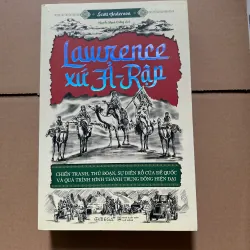 Scott Anderson
Lawrence
xứ Ả-Rập
CHIẾN TRANH, THỦ ĐOẠN, SỰ ĐIÊN RỒ CỦA ĐẾ QUỐC
VÀ QUÁ TRÌNH HÌNH THÀNH TRUNG ĐÔNG HIỆN ĐẠI